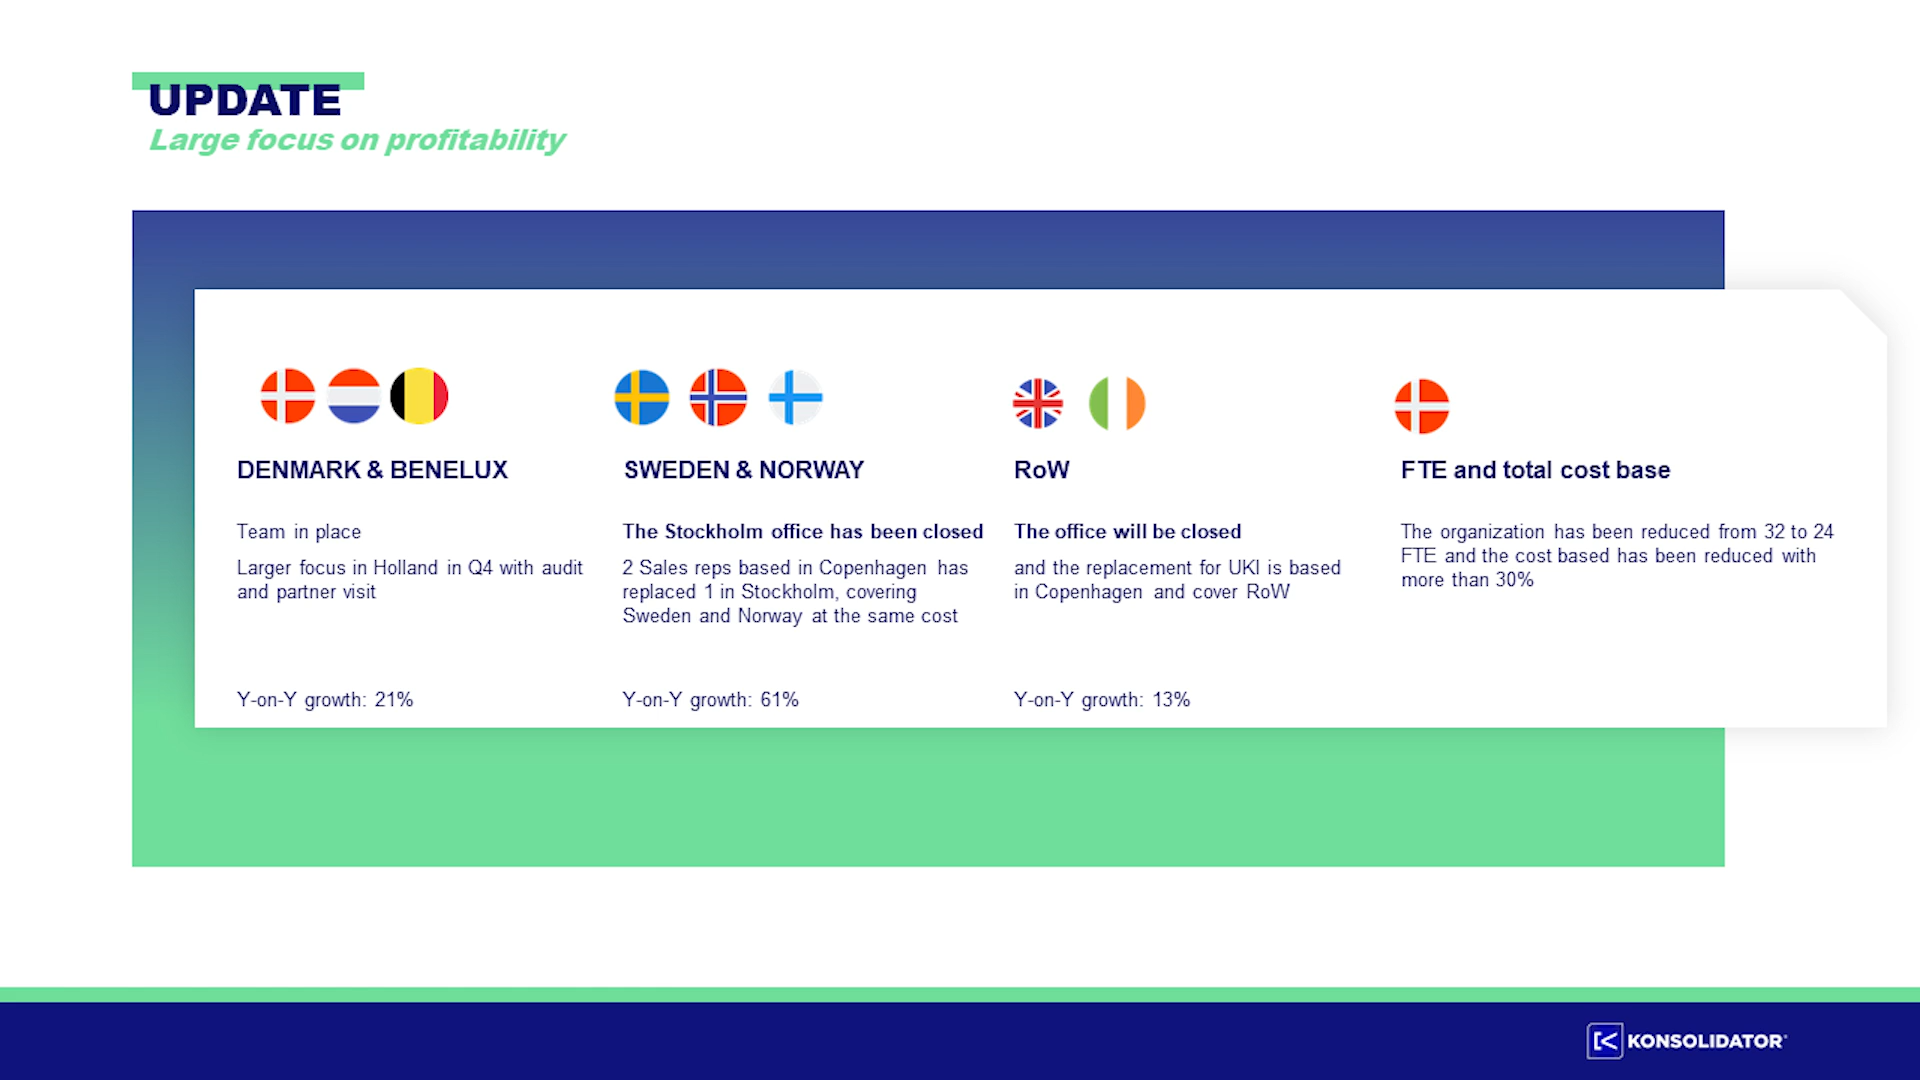 UPDATE
Large focus on profitability
DENMARK & BENELUX
Team in place
Larger focus in Holland in Q4 with audit
and partner visit
Y-on-Y growth: 21%
SWEDEN & NORWAY
The Stockholm office has been closed
2 Sales reps based in Copenhagen has
replaced 1 in Stockholm, covering
Sweden and Norway at the same cost
Y-on-Y growth: 61%
RoW
The office will be closed
and the replacement for UKI is based
in Copenhagen and cover RoW
Y-on-Y growth: 13%
FTE and total cost base
The organization has been reduced from 32 to 24
FTE and the cost based has been reduced with
more than 30%
KONSOLIDATOR